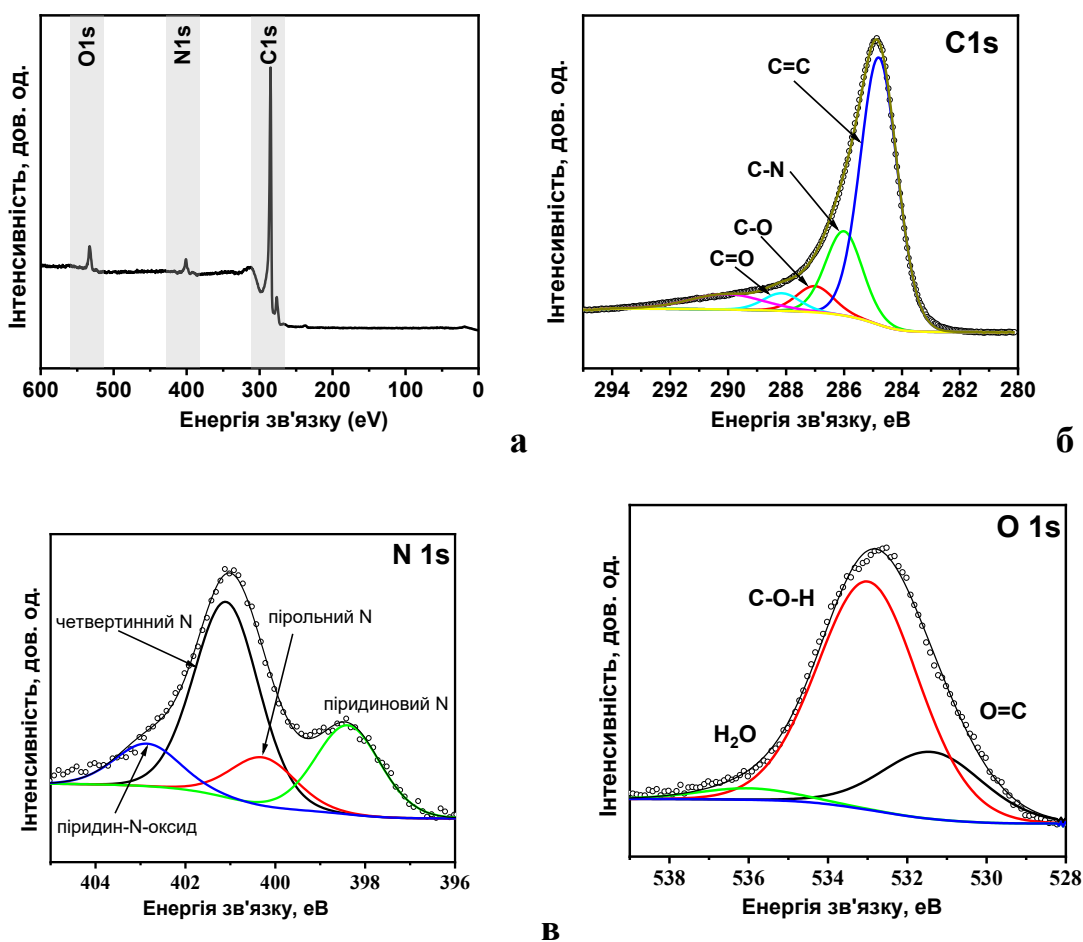 O1s
N1s
C1s
Інтенсивність, дов. од.
600 500 400 300 200 100 0
Енергія зв'язку (eV)
а
C1s
C=C
C-N
C-O
C=O
Інтенсивність, дов. од.
294 292 290 288 286 284 282 280
Енергія зв'язку, еВ
б
N 1s
четвертинний N
пірольний N
піридиновий N
піридин-N-оксид
Інтенсивність, дов. од.
404 402 400 398 396
Енергія зв'язку, еВ
O 1s
C-O-H
O=C
H₂O
Інтенсивність, дов. од.
538 536 534 532 530 528
Енергія зв'язку, еВ
в